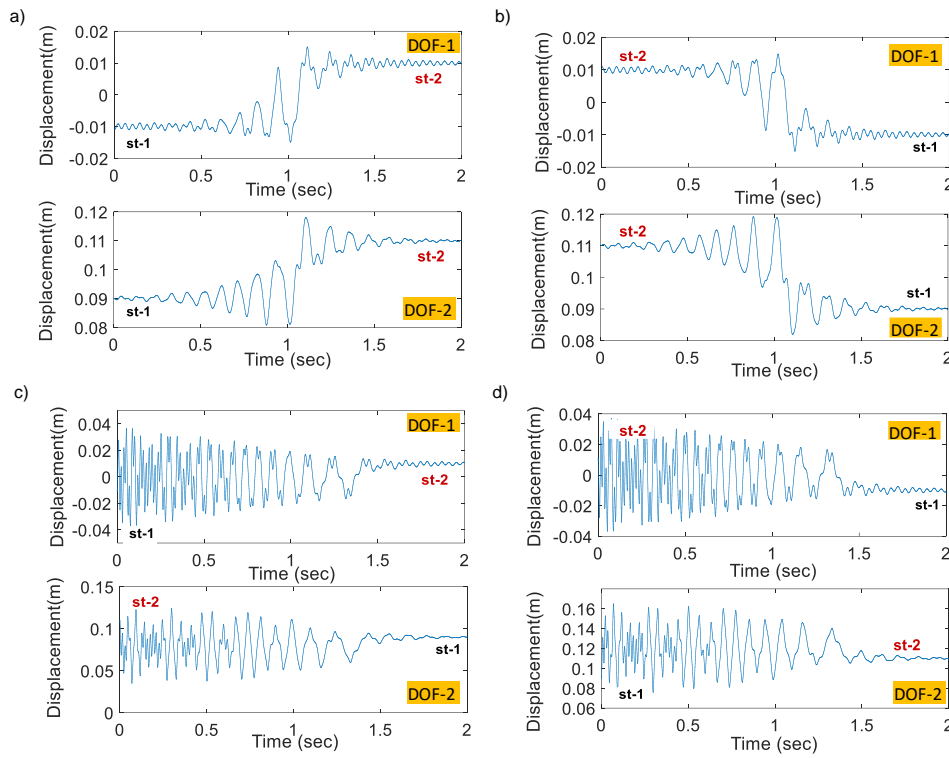 a)
Displacement(m)
0.02
0.01
0
-0.01
-0.02
DOF-1
st-2
st-1
0 0.5 1 1.5 2
Time (sec)
Displacement(m)
0.12
0.11
0.1
0.09
0.08
st-2
st-1
DOF-2
0 0.5 1 1.5 2
Time (sec)
b)
Displacement(m)
0.02
0.01
0
-0.01
-0.02
st-2
DOF-1
st-1
0 0.5 1 1.5 2
Time (sec)
Displacement(m)
0.12
0.11
0.1
0.09
0.08
st-2
st-1
DOF-2
0 0.5 1 1.5 2
Time (sec)
c)
Displacement(m)
0.04
0.02
0
-0.02
-0.04
DOF-1
st-2
st-1
0 0.5 1 1.5 2
Time (sec)
Displacement(m)
0.15
0.1
0.05
0
st-2
st-1
DOF-2
0 0.5 1 1.5 2
Time (sec)
d)
Displacement(m)
0.04
0.02
0
-0.02
-0.04
st-2
DOF-1
st-1
0 0.5 1 1.5 2
Time (sec)
Displacement(m)
0.16
0.14
0.12
0.1
0.08
0.06
st-2
st-1
DOF-2
0 0.5 1 1.5 2
Time (sec)